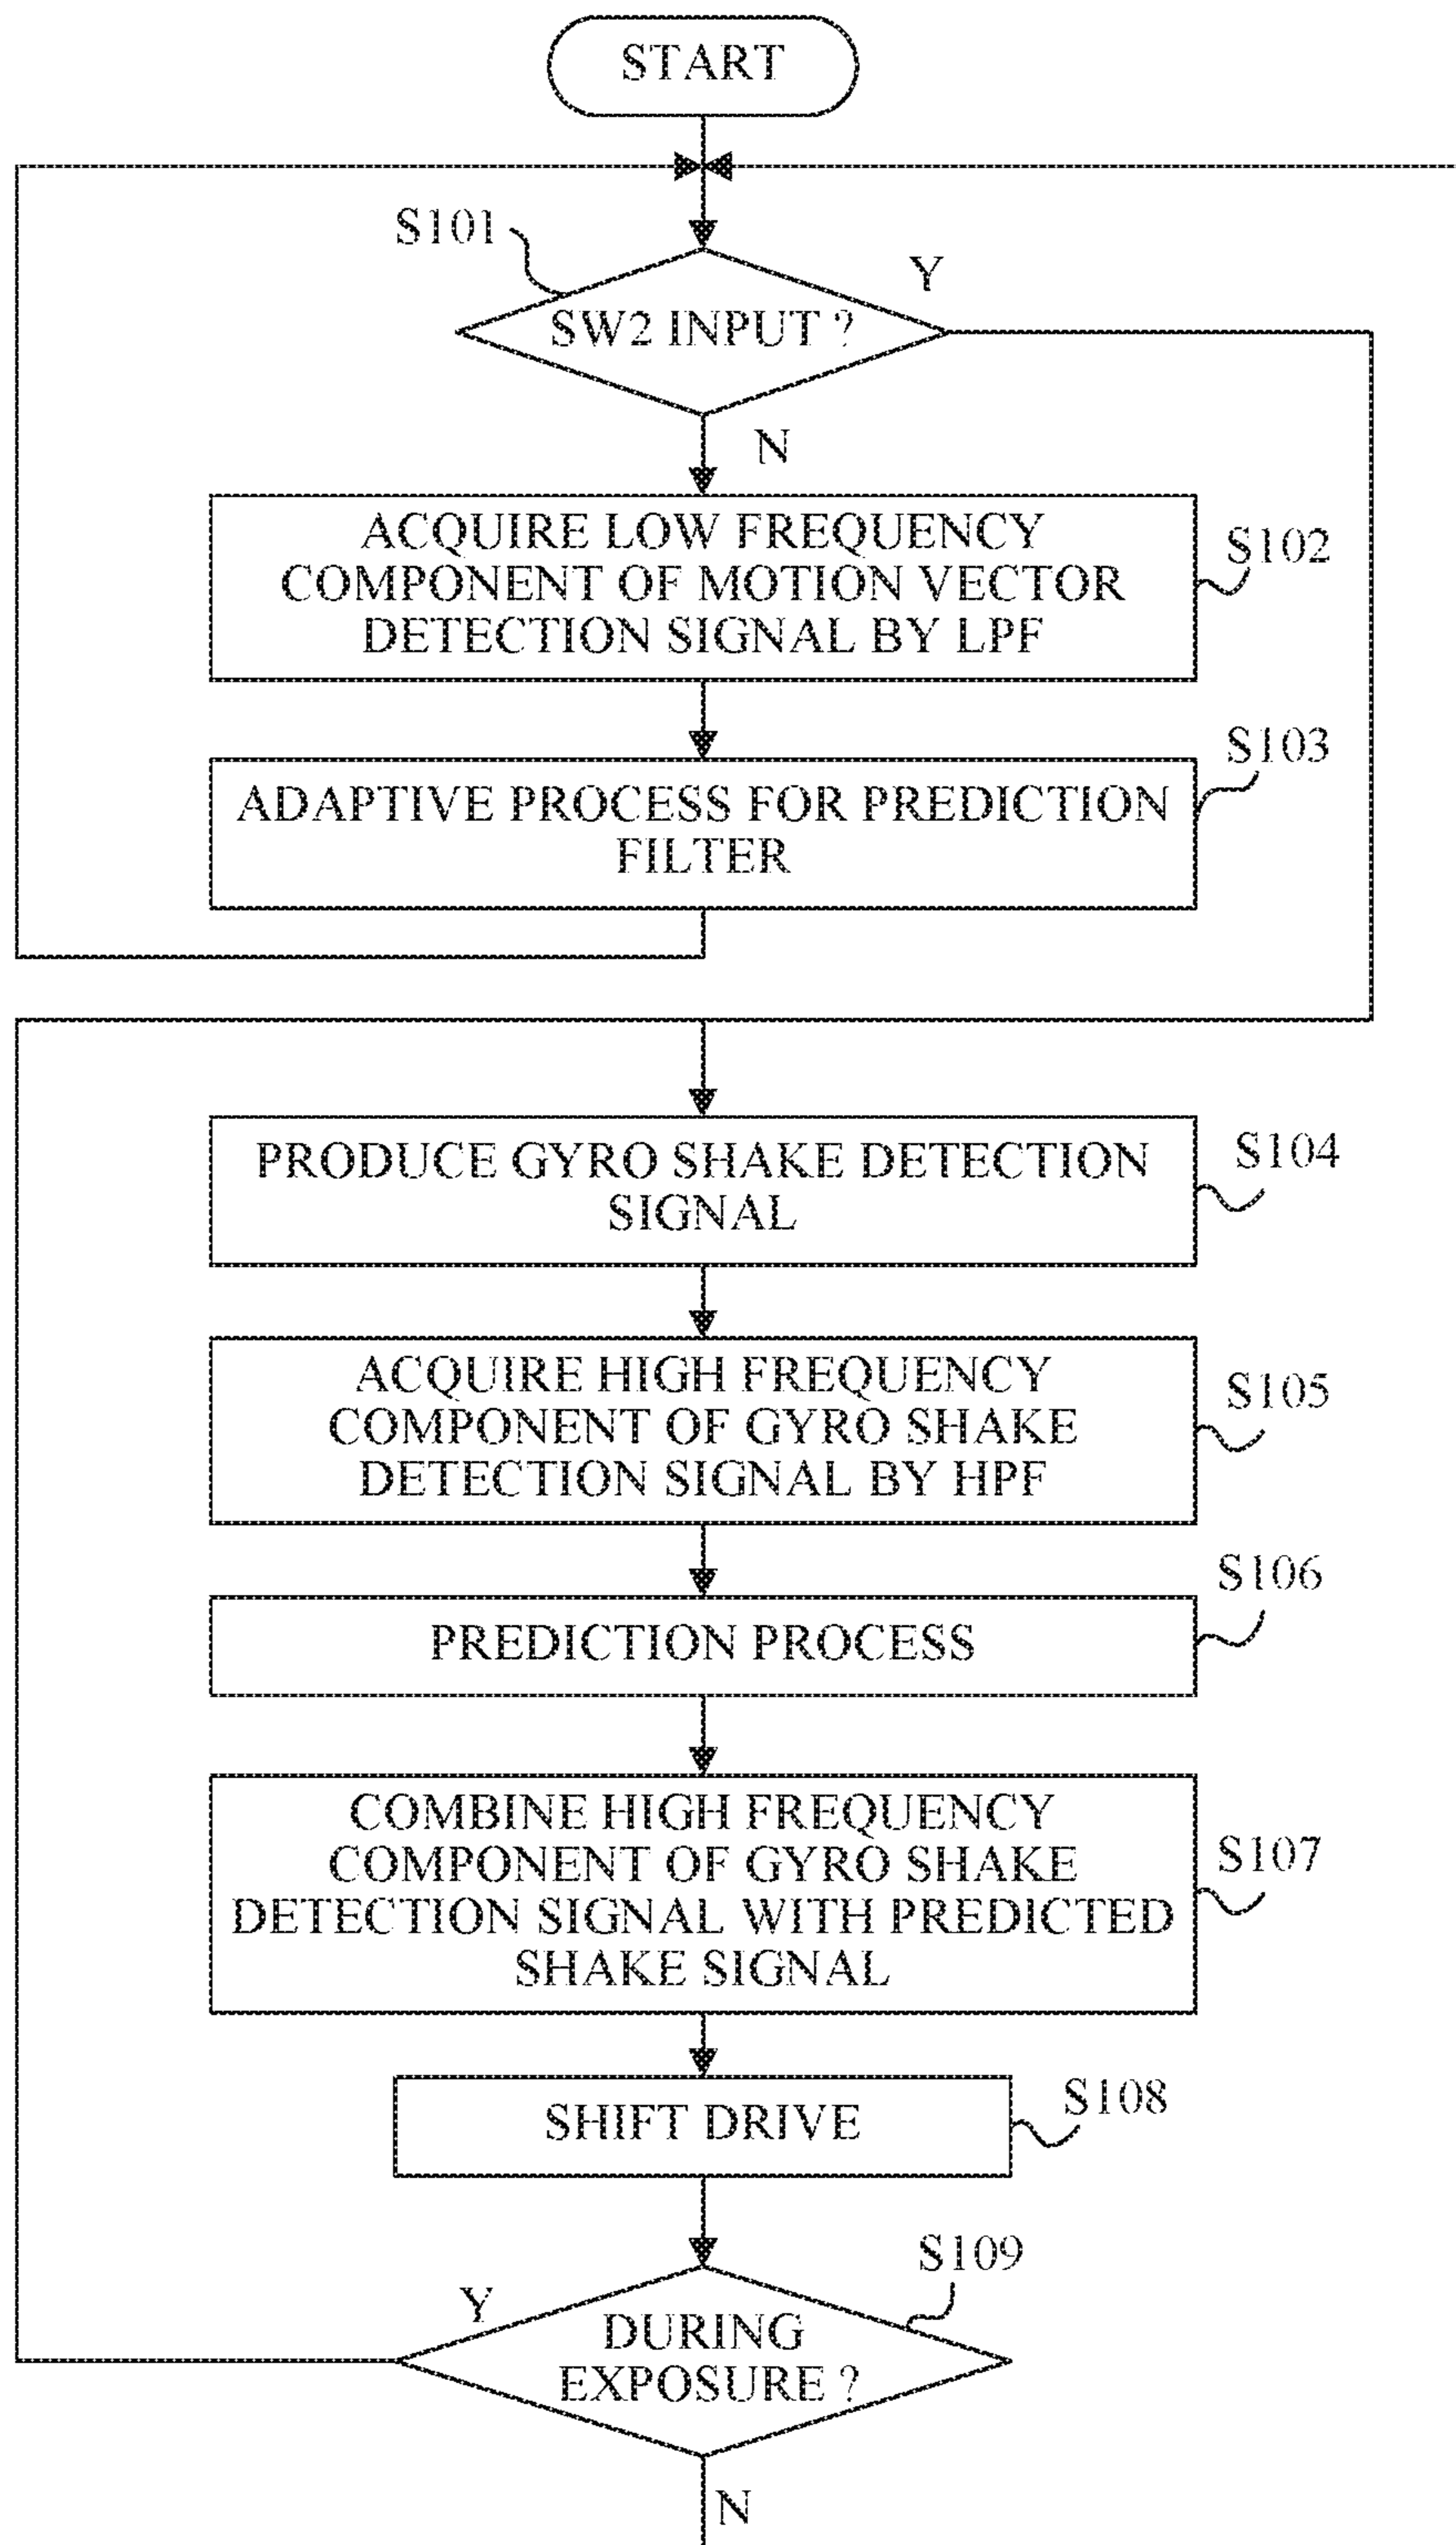 START
S101
Y
SW2 INPUT ?
N
ACQUIRE LOW FREQUENCY
COMPONENT OF MOTION VECTOR
DETECTION SIGNAL BY LPF
S102
S103
ADAPTIVE PROCESS FOR PREDICTION
FILTER
PRODUCE GYRO SHAKE DETECTION
SIGNAL
S104
ACQUIRE HIGH FREQUENCY
COMPONENT OF GYRO SHAKE
DETECTION SIGNAL BY HPF
S105
S106
PREDICTION PROCESS
COMBINE HIGH FREQUENCY
COMPONENT OF GYRO SHAKE
DETECTION SIGNAL WITH PREDICTED
SHAKE SIGNAL
S107
SHIFT DRIVE
S108
S109
Y
DURING
EXPOSURE ?
N